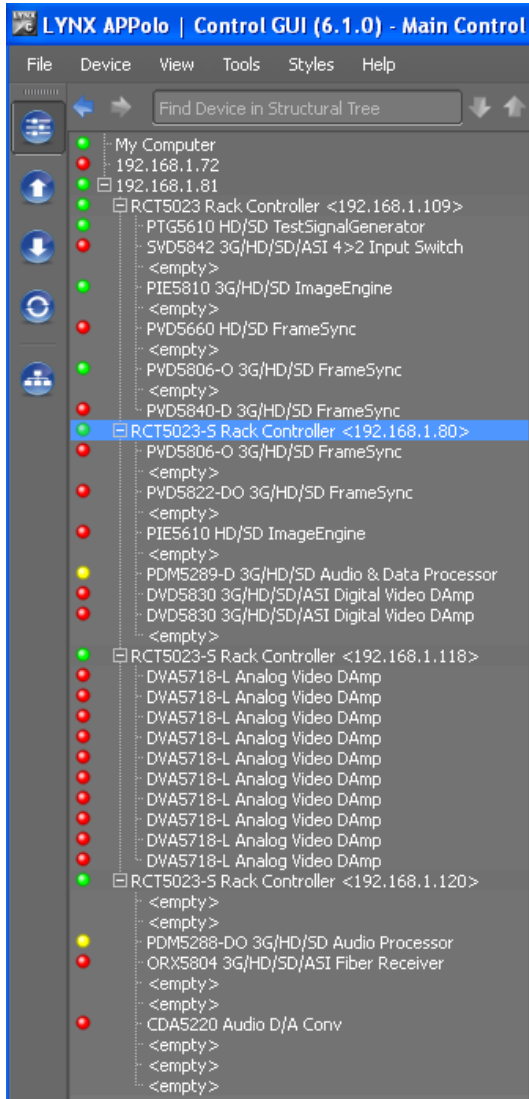 LYNX APPolo | Control GUI (6.1.0) - Main Control
File Device View Tools Styles Help
Find Device in Structural Tree
My Computer
192.168.1.72
192.168.1.81
RCT5023 Rack Controller <192.168.1.109>
PTG5610 HD/SD TestSignalGenerator
SVD5842 3G/HD/SD/ASI 4>2 Input Switch
<empty>
PIE5810 3G/HD/SD ImageEngine
<empty>
PVD5660 HD/SD FrameSync
<empty>
PVD5806-O 3G/HD/SD FrameSync
<empty>
PVD5840-D 3G/HD/SD FrameSync
RCT5023-S Rack Controller <192.168.1.80>
PVD5806-O 3G/HD/SD FrameSync
<empty>
PVD5822-DO 3G/HD/SD FrameSync
<empty>
PIE5610 HD/SD ImageEngine
<empty>
PDM5289-D 3G/HD/SD Audio & Data Processor
DVD5830 3G/HD/SD/ASI Digital Video DAmp
DVD5830 3G/HD/SD/ASI Digital Video DAmp
<empty>
RCT5023-S Rack Controller <192.168.1.118>
DVA5718-L Analog Video DAmp
DVA5718-L Analog Video DAmp
DVA5718-L Analog Video DAmp
DVA5718-L Analog Video DAmp
DVA5718-L Analog Video DAmp
DVA5718-L Analog Video DAmp
DVA5718-L Analog Video DAmp
DVA5718-L Analog Video DAmp
DVA5718-L Analog Video DAmp
DVA5718-L Analog Video DAmp
RCT5023-S Rack Controller <192.168.1.120>
<empty>
<empty>
PDM5288-DO 3G/HD/SD Audio Processor
ORX5804 3G/HD/SD/ASI Fiber Receiver
<empty>
<empty>
CDA5220 Audio D/A Conv
<empty>
<empty>
<empty>